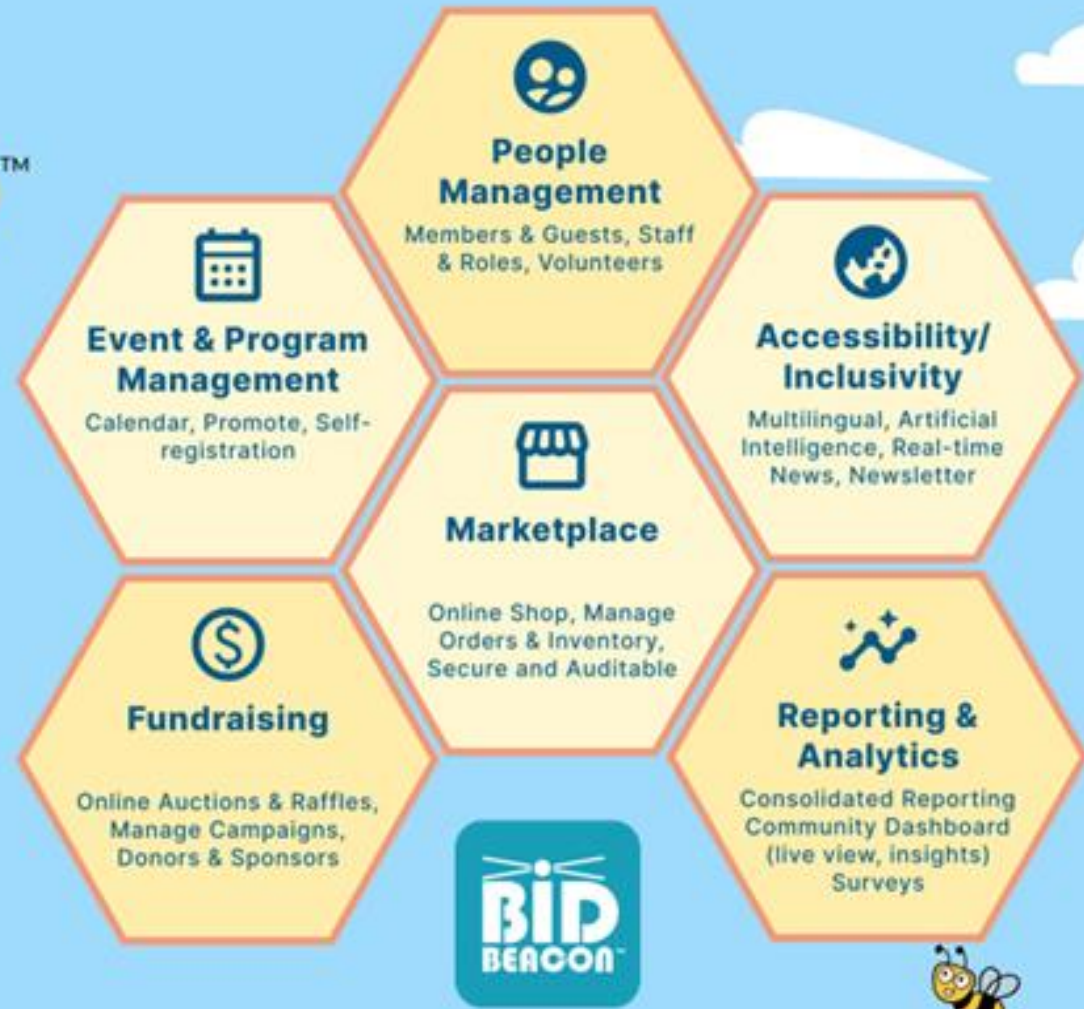 TM
People
Management
Members & Guests, Staff
& Roles, Volunteers
Event & Program
Management
Calendar, Promote, Self-
registration
Accessibility/
Inclusivity
Multilingual, Artificial
Intelligence, Real-time
News, Newsletter
Marketplace
Online Shop, Manage
Orders & Inventory,
Secure and Auditable
Fundraising
Online Auctions & Raffles,
Manage Campaigns,
Donors & Sponsors
Reporting &
Analytics
Consolidated Reporting
Community Dashboard
(live view, insights)
Surveys
BID
BEACON™